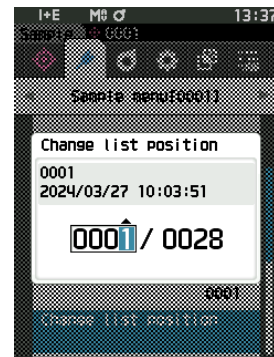 I+E M8 13:37
Sample 0001
Sample menu[0001]
Change list position
0001
2024/03/27 10:03:51
0001 / 0028
0001
Change list position